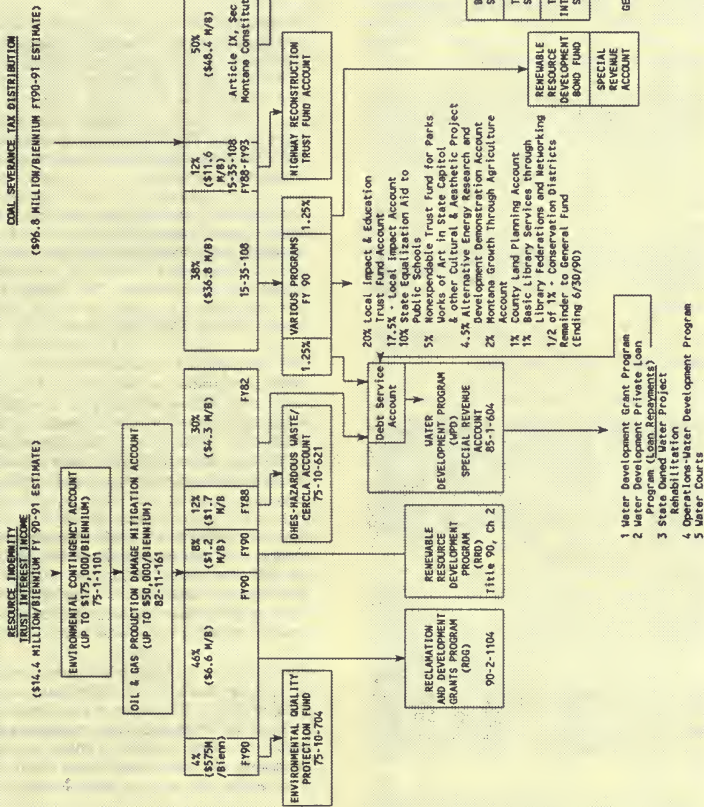 RESOURCE INDEMNITY
TRUST INTEREST INCOME
($14.4 MILLION/BIENNIUM FY 90-91 ESTIMATE)
ENVIRONMENTAL CONTINGENCY ACCOUNT
(UP TO $175,000/BIENNIUM)
75-1-1101
OIL & GAS PRODUCTION DAMAGE MITIGATION ACCOUNT
(UP TO $50,000/BIENNIUM)
82-11-161
4%
($575M
/Bienn)
FY90
46%
($6.6 M/B)
FY90
8%
($1.2
M/B)
FY90
12%
($1.7
M/B
FY88
30%
($4.3 M/B)
FY82
ENVIRONMENTAL QUALITY
PROTECTION FUND
75-10-704
DHES-HAZARDOUS WASTE/
CERCLA ACCOUNT
75-10-621
RECLAMATION
AND DEVELOPMENT
GRANTS PROGRAM
(RDG)
90-2-1104
RENEWABLE
RESOURCE
DEVELOPMENT
PROGRAM
(RRD)
Title 90, Ch 2
Debt Service
Account
WATER
DEVELOPMENT PROGRAM
(WPD)
SPECIAL REVENUE
ACCOUNT
85-1-604
1 Water Development Grant Program
2 Water Development Private Loan
Program (Loan Repayments)
3 State Owned Water Project
Rehabilitation
4 Operations-Water Development Program
5 Water Courts
COAL SEVERANCE TAX DISTRIBUTION
($96.8 MILLION/BIENNIUM FY90-91 ESTIMATE)
38%
($36.8 M/B)
15-35-108
12%
($11.6
M/B)
15-35-108
FY88-FY93
50%
($48.4 M/B)
Article IX, Sec
Montana Constitut
1.25%
VARIOUS PROGRAMS
FY 90
1.25%
HIGHWAY RECONSTRUCTION
TRUST FUND ACCOUNT
20% Local Impact & Education
Trust Fund Account
17.5% - Local Impact Account
10% State Equalization Aid to
Public Schools
5% Nonexpendable Trust Fund for Parks
Works of Art in State Capitol
& other Cultural & Aesthetic Project
4.5% Alternative Energy Research and
Development Demonstration Account
2% Montana Growth Through Agriculture
Account
1% County Land Planning Account
1% Basic Library Services through
Library Federations and Networking
1/2 of 1% - Conservation Districts
Remainder to General Fund
(Ending 6/30/90)
RENEWABLE
RESOURCE
DEVELOPMENT
BOND FUND
SPECIAL
REVENUE
ACCOUNT
B
S
T
S
T
INT
S
GE